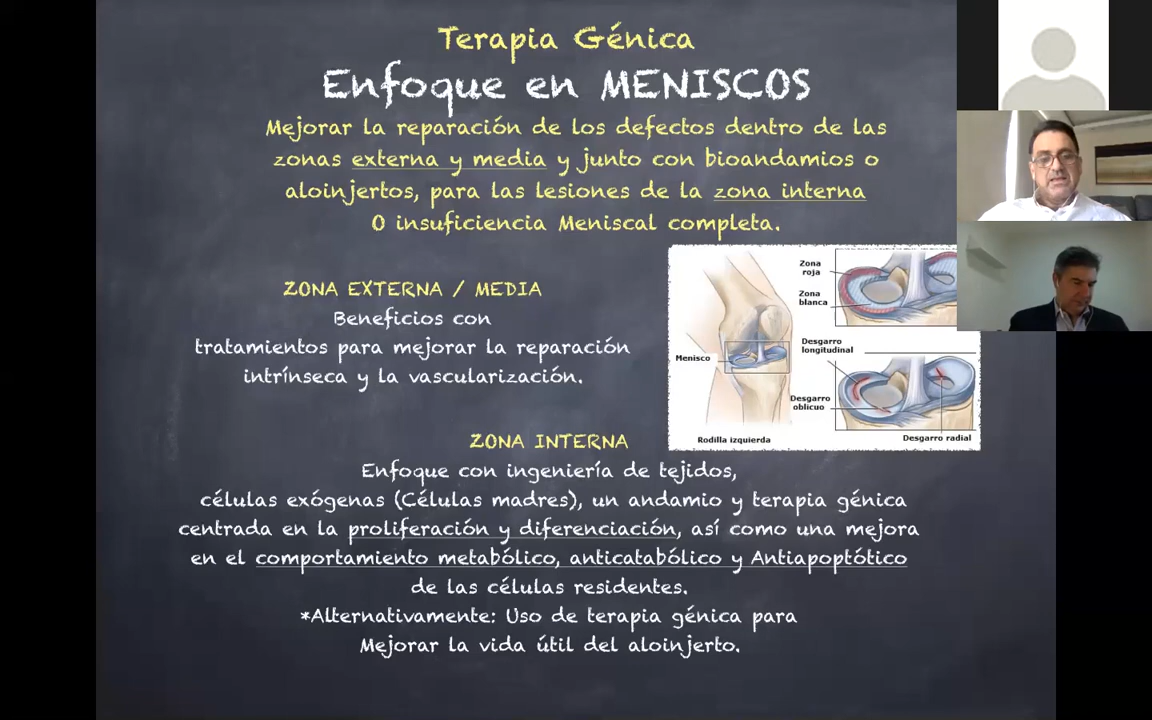 Terapia Génica
Enfoque en MENISCOS
Mejorar la reparación de los defectos dentro de las
zonas externa y media y junto con bioandamios o
aloinjertos, para las lesiones de la zona interna
O insuficiencia Meniscal completa.
ZONA EXTERNA / MEDIA
Beneficios con
tratamientos para mejorar la reparación
intrínseca y la vascularización.
Zona
roja
Zona
blanca
Menisco
Desgarro
longitudinal
Desgarro
oblicuo
Rodilla izquierda
Desgarro radial
ZONA INTERNA
Enfoque con ingeniería de tejidos,
células exógenas (Células madres), un andamio y terapia génica
centrada en la proliferación y diferenciación, así como una mejora
en el comportamiento metabólico, anticatabólico y Antiapoptótico
de las células residentes.
*Alternativamente: Uso de terapia génica para
Mejorar la vida útil del aloinjerto.